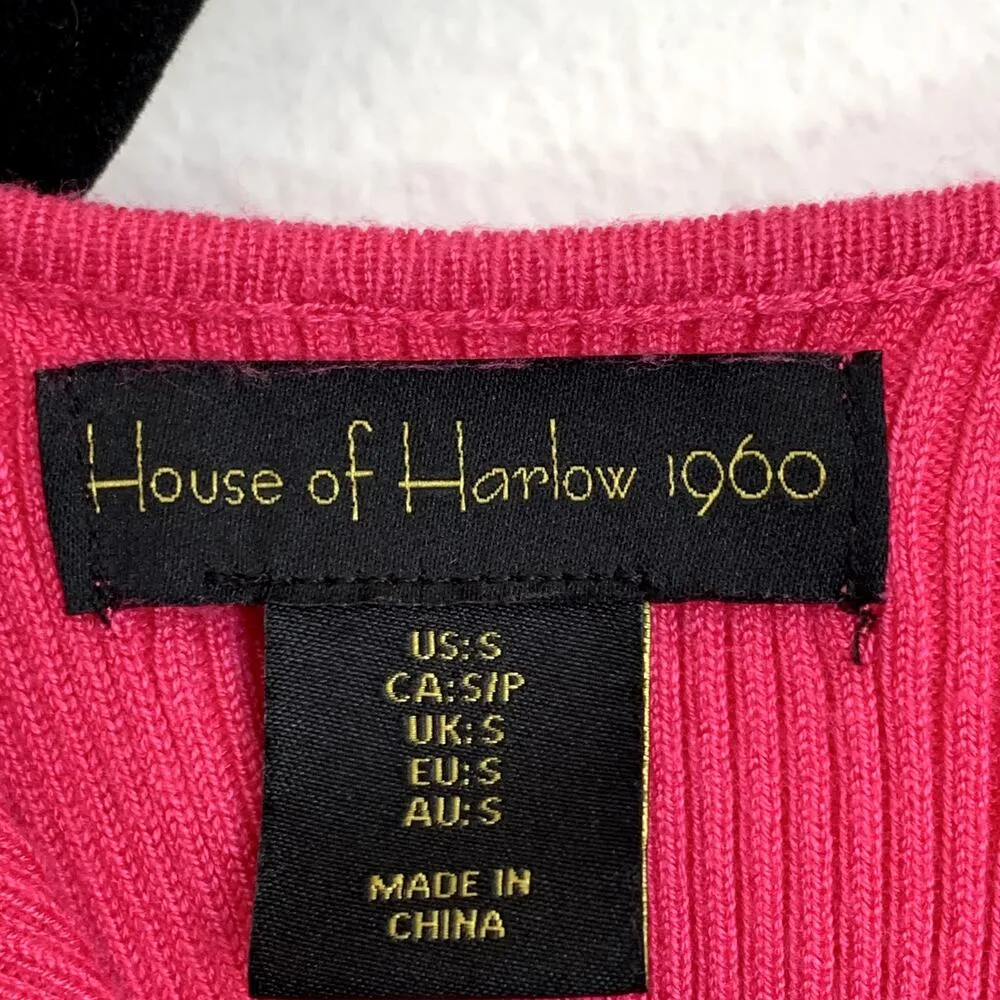 House of Harlow 1960
US: S
CA: S/P
UK: S
EU: S
AU: S
MADE IN
CHINA